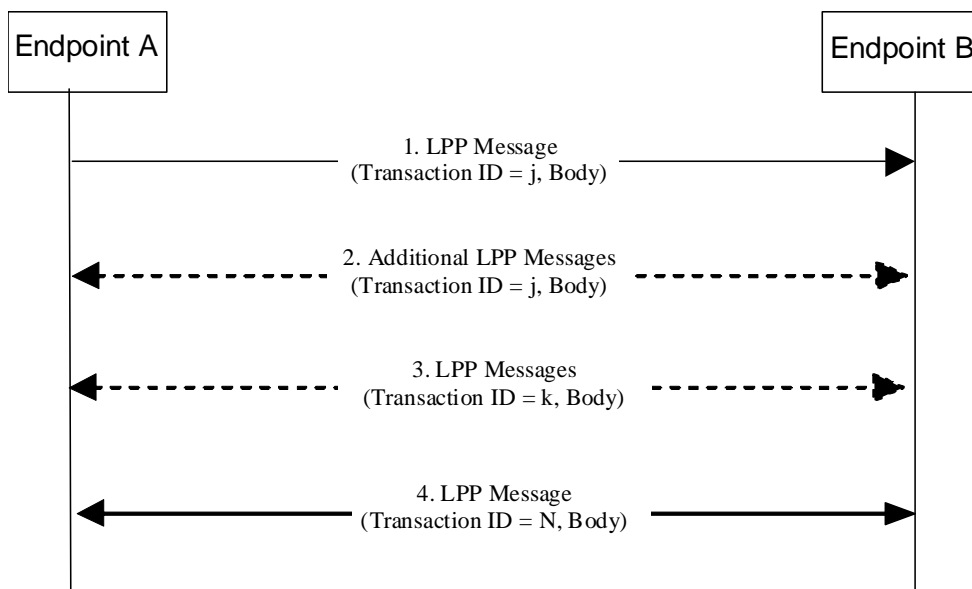 Endpoint A
Endpoint B
1. LPP Message
(Transaction ID = j, Body)
2. Additional LPP Messages
(Transaction ID = j, Body)
3. LPP Messages
(Transaction ID = k, Body)
4. LPP Message
(Transaction ID = N, Body)